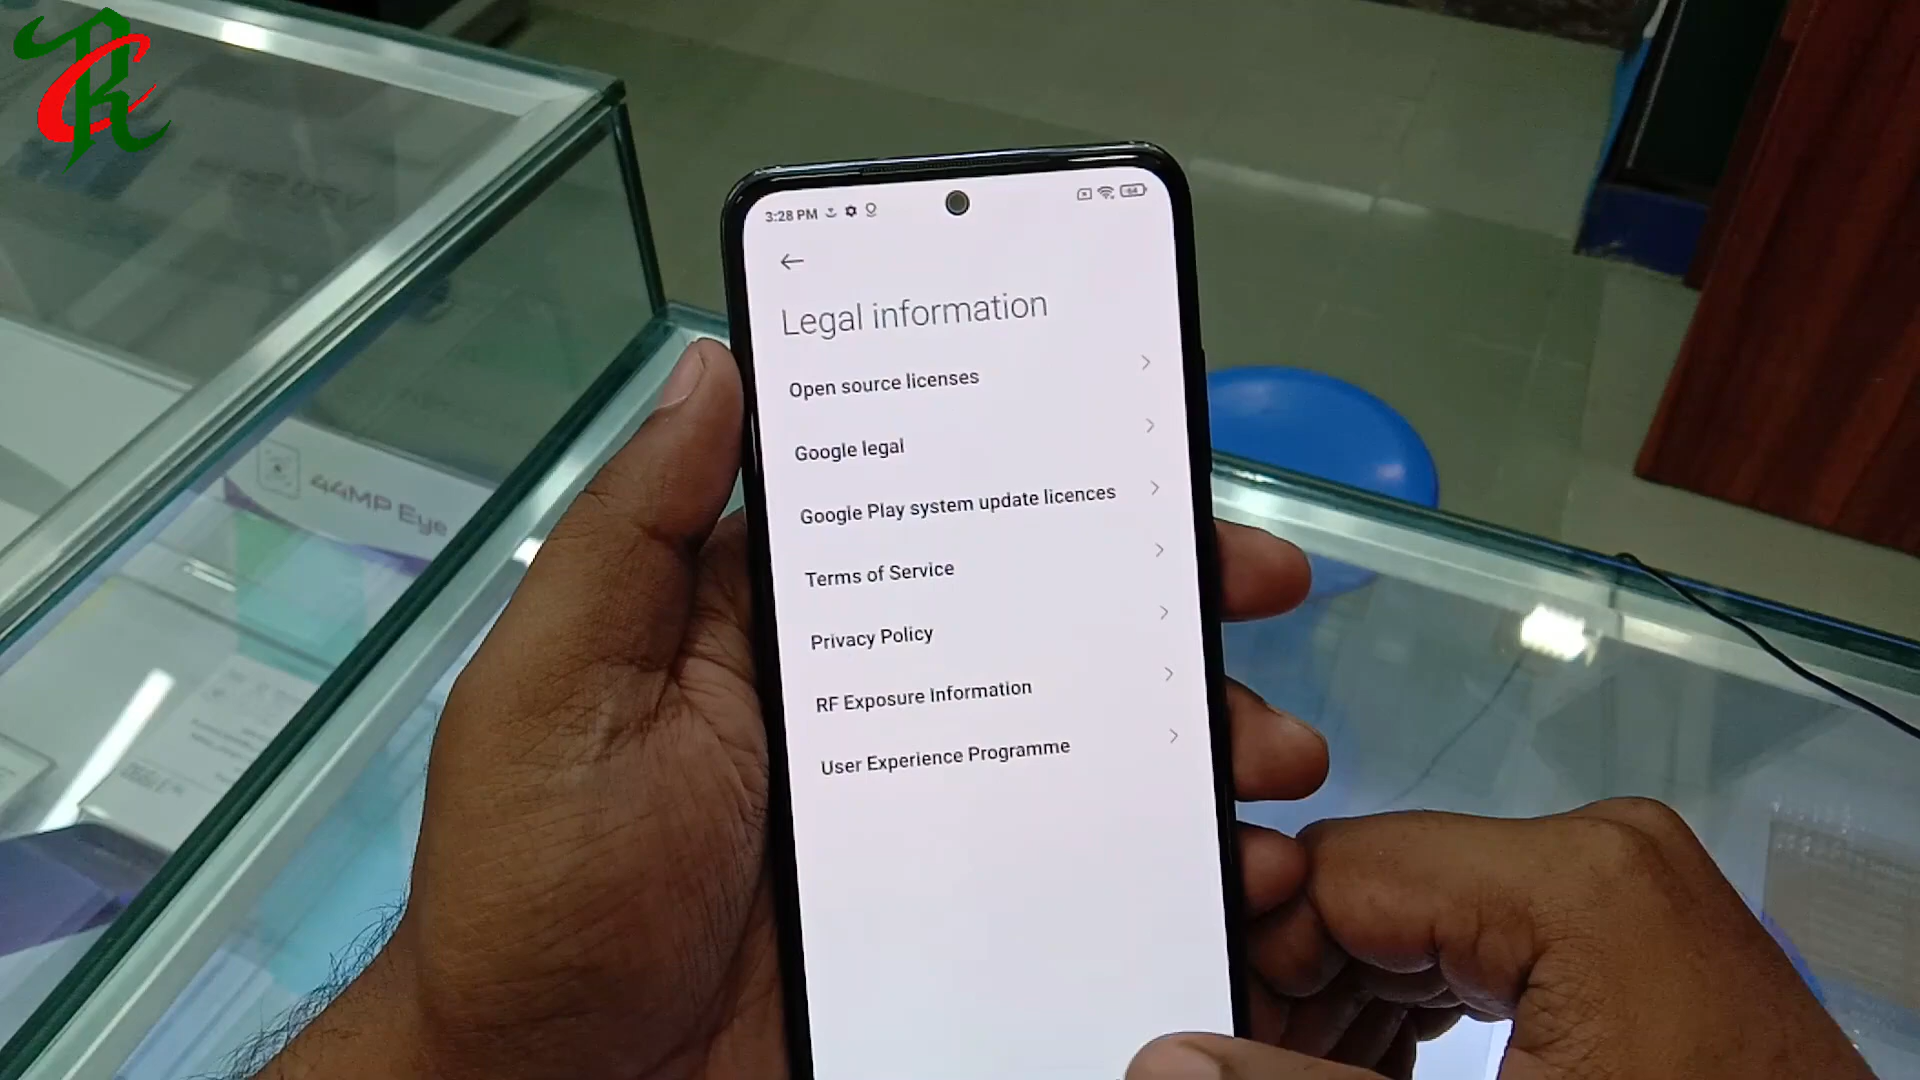 3:28 PM
64
Legal information
Open source licenses
Google legal
Google Play system update licences
Terms of Service
Privacy Policy
RF Exposure Information
User Experience Programme
44MP Eye